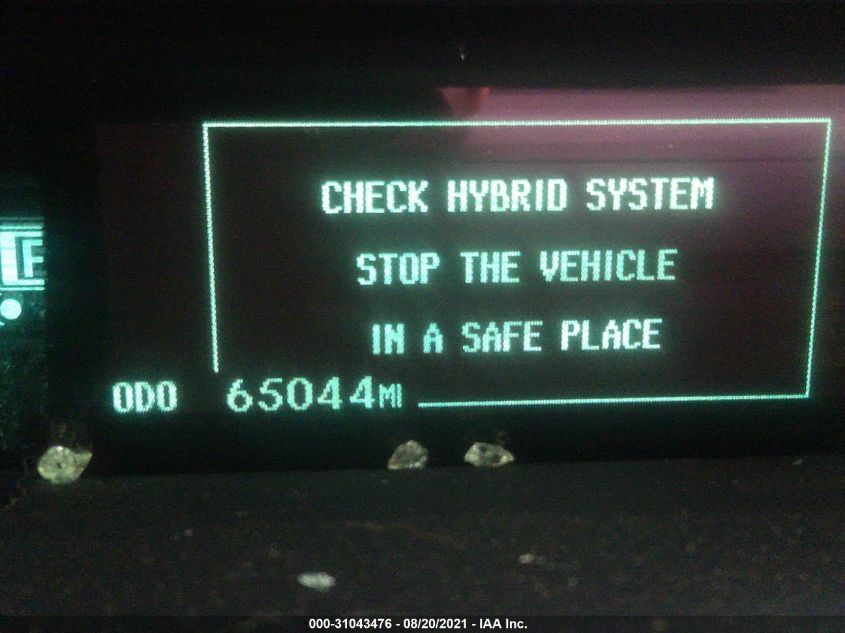 CHECK HYBRID SYSTEM
STOP THE VEHICLE
IN A SAFE PLACE
ODO 65044MI
000-31043476 - 08/20/2021 - IAA Inc.